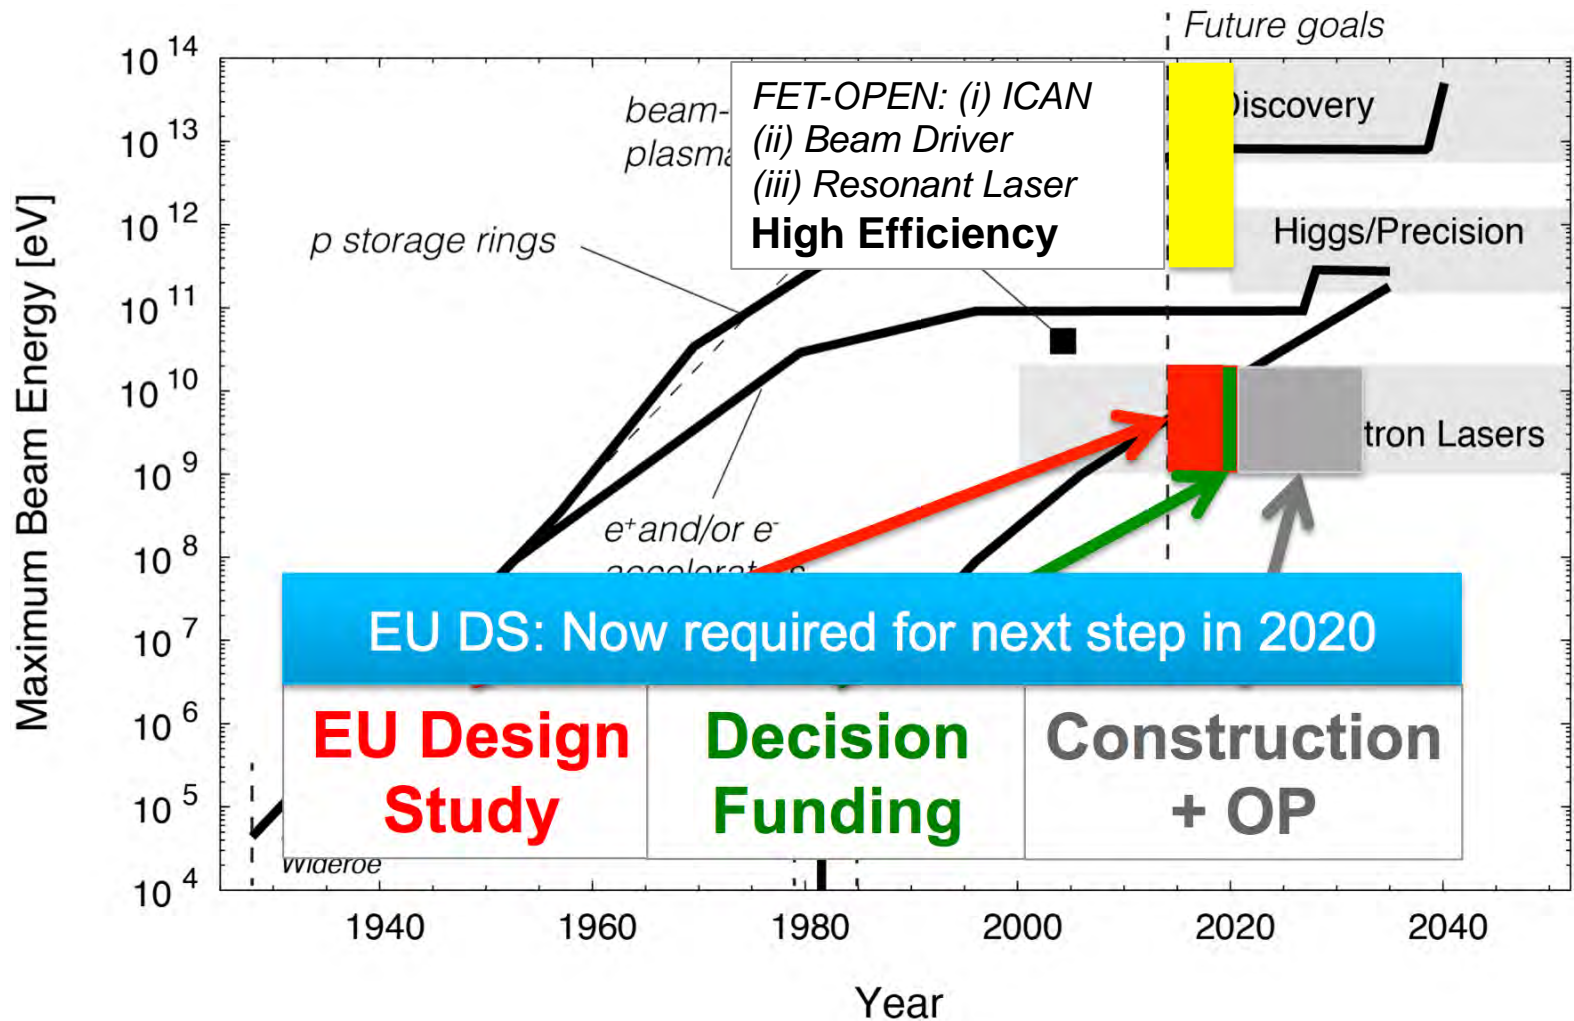 Future goals
10 14
10 13
10 12
10 11
10 10
10 9
10 8
10 7
10 6
10 5
10 4
Maximum Beam Energy [eV]
beam-
FET-OPEN: (i) ICAN
(ii) Beam Driver
(iii) Resonant Laser
High Efficiency
Discovery
Higgs/Precision
p storage rings
tron Lasers
e+ and/or e-
EU DS: Now required for next step in 2020
EU Design
Study
Decision
Funding
Construction
+ OP
Wideroe
1940
1960
1980
2000
2020
2040
Year